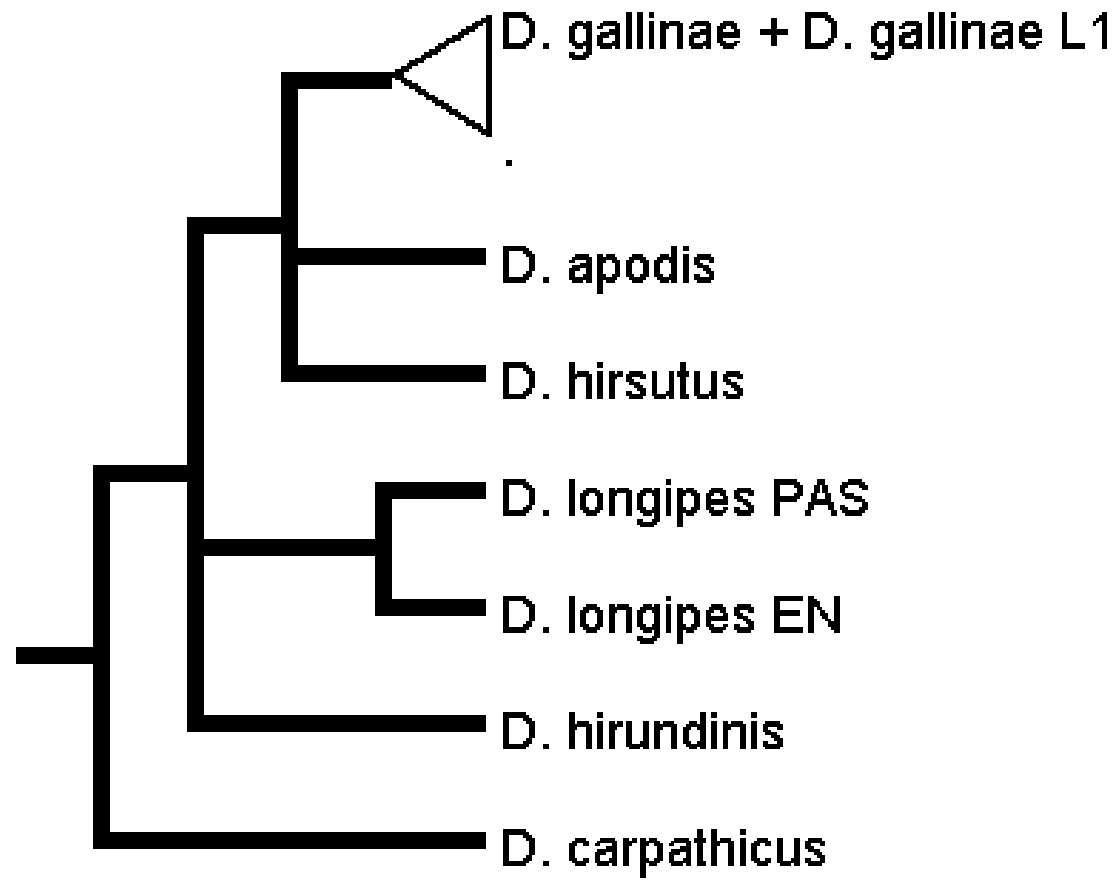 D. gallinae + D. gallinae L1
.
D. apodis
D. hirsutus
D. longipes PAS
D. longipes EN
D. hirundinis
D. carpathicus